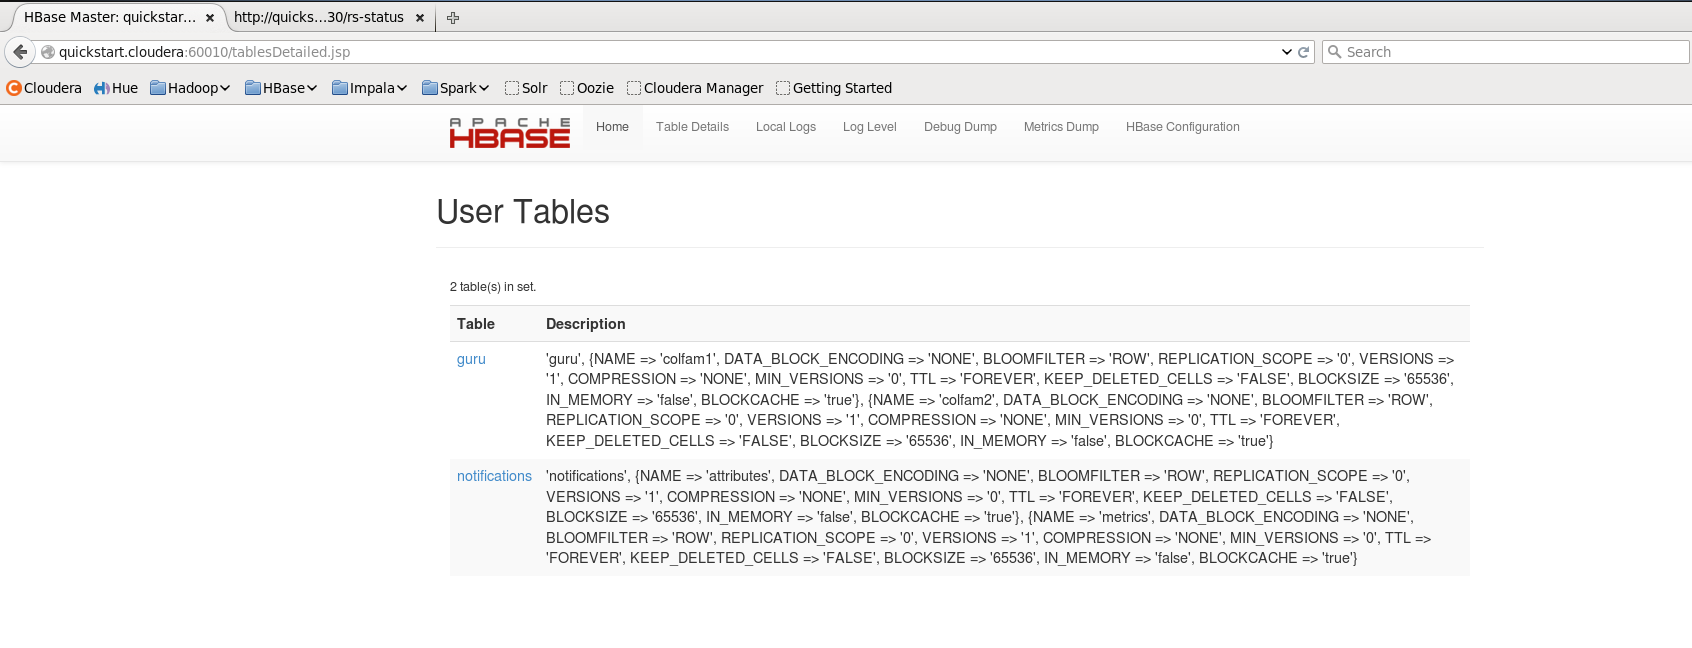 HBase Master: quickstar... http://quicks...30/rs-status
quickstart.cloudera:60010/tablesDetailed.jsp Search
Cloudera Hue Hadoop HBase Impala Spark Solr Oozie Cloudera Manager Getting Started
APACHE
HBASE
Home Table Details Local Logs Log Level Debug Dump Metrics Dump HBase Configuration
User Tables
2 table(s) in set.
Table Description
guru 'guru', {NAME => 'colfam1', DATA_BLOCK_ENCODING => 'NONE', BLOOMFILTER => 'ROW', REPLICATION_SCOPE => '0', VERSIONS =>
'1', COMPRESSION => 'NONE', MIN_VERSIONS => '0', TTL => 'FOREVER', KEEP_DELETED_CELLS => 'FALSE', BLOCKSIZE => '65536',
IN_MEMORY => 'false', BLOCKCACHE => 'true'}, {NAME => 'colfam2', DATA_BLOCK_ENCODING => 'NONE', BLOOMFILTER => 'ROW',
REPLICATION_SCOPE => '0', VERSIONS => '1', COMPRESSION => 'NONE', MIN_VERSIONS => '0', TTL => 'FOREVER',
KEEP_DELETED_CELLS => 'FALSE', BLOCKSIZE => '65536', IN_MEMORY => 'false', BLOCKCACHE => 'true'}
notifications 'notifications', {NAME => 'attributes', DATA_BLOCK_ENCODING => 'NONE', BLOOMFILTER => 'ROW', REPLICATION_SCOPE => '0',
VERSIONS => '1', COMPRESSION => 'NONE', MIN_VERSIONS => '0', TTL => 'FOREVER', KEEP_DELETED_CELLS => 'FALSE',
BLOCKSIZE => '65536', IN_MEMORY => 'false', BLOCKCACHE => 'true'}, {NAME => 'metrics', DATA_BLOCK_ENCODING => 'NONE',
BLOOMFILTER => 'ROW', REPLICATION_SCOPE => '0', VERSIONS => '1', COMPRESSION => 'NONE', MIN_VERSIONS => '0', TTL =>
'FOREVER', KEEP_DELETED_CELLS => 'FALSE', BLOCKSIZE => '65536', IN_MEMORY => 'false', BLOCKCACHE => 'true'}